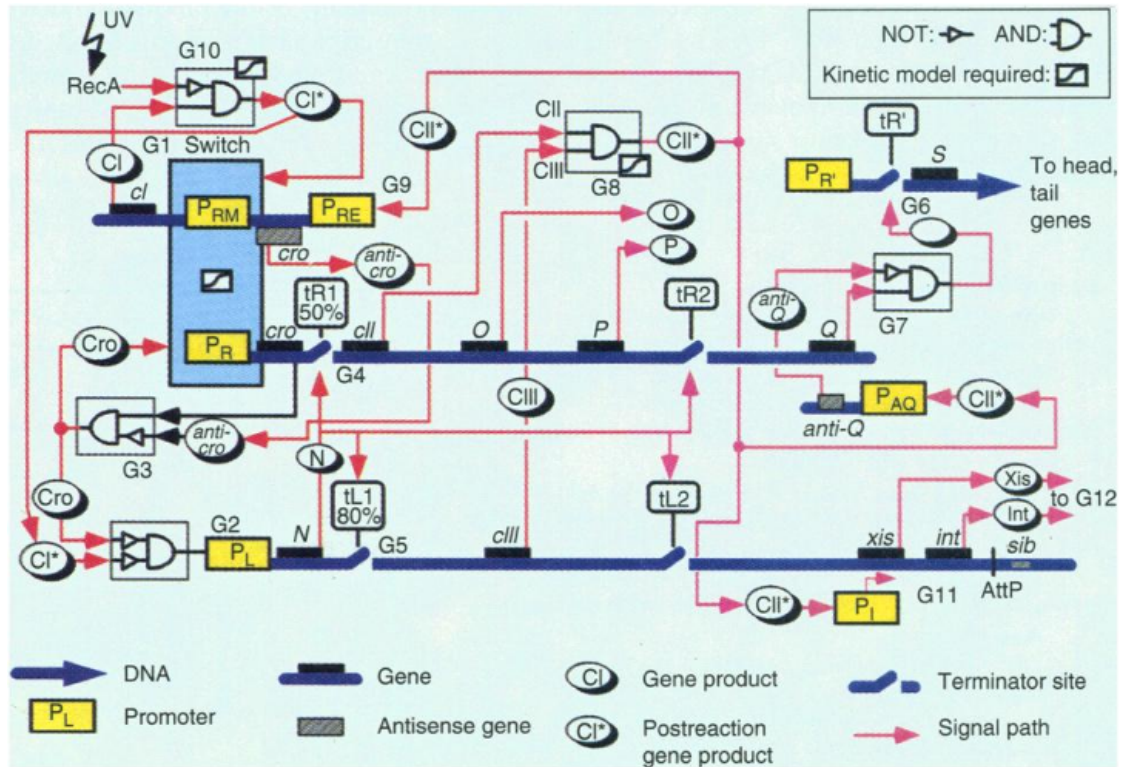 UV
G10
NOT:
AND:
RecA
CI*
Kinetic model required:
CII*
CII
tR'
G1 Switch
CI
CII*
S
CIII
G8
PR'
To head,
tail
genes
cI
PRM
PRE
G9
G6
O
cro
anti-
cro
P
tR1
50%
tR2
anti-
Q
G7
Cro
cro
cII
O
P
Q
PR
G4
CIII
PAQ
CII*
anti-Q
anti-
cro
G3
N
Cro
tL1
80%
tL2
Xis
to G12
G2
N
G5
cIII
xis
int
Int
sib
CI*
PL
G11
AttP
CII*
PI
DNA
Gene
CI
Gene product
Terminator site
PL
Promoter
Antisense gene
CI*
Postreaction
gene product
Signal path